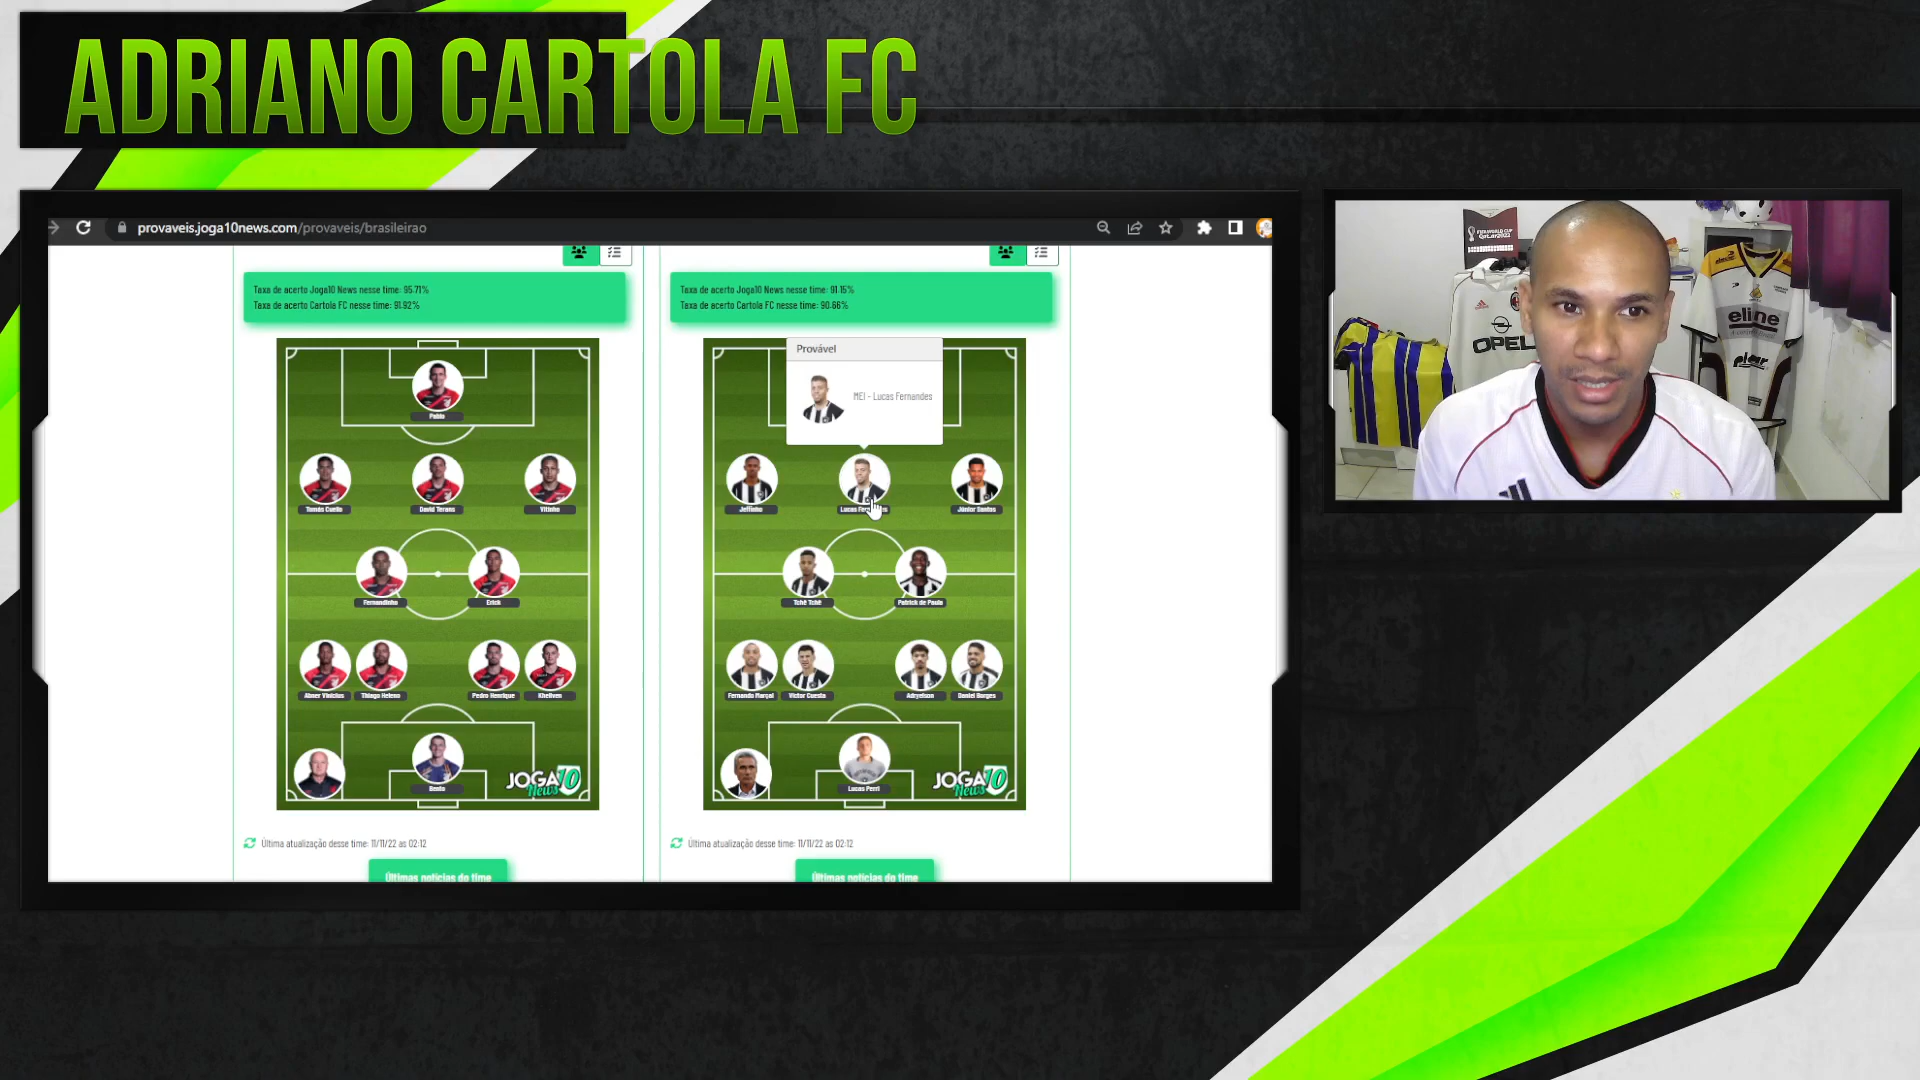 ADRIANO CARTOLA FC
provaveis.joga10news.com/provaveis/brasileirao
Taxa de acerto Joga10 News nesse time: 95.71%
Taxa de acerto Cartola FC nesse time: 91.92%
Taxa de acerto Joga10 News nesse time: 91.15%
Taxa de acerto Cartola FC nesse time: 90.66%
Pablo
Tomás Cuello
David Terans
Vitinho
Fernandinho
Erick
Abner Vinícius
Thiago Heleno
Pedro Henrique
Khellven
Bento
JOGA10
News
Provável
MEI - Lucas Fernandes
Jeffinho
Júnior Santos
Tchê Tchê
Patrick de Paula
Fernando Marçal
Victor Cuesta
Adryelson
Daniel Borges
Lucas Perri
JOGA10
News
Última atualização desse time: 11/11/22 as 02:12
Últimas notícias do time
Última atualização desse time: 11/11/22 as 02:12
Últimas notícias do time
FIFA WORLD CUP
QATAR2022
adidas
OPEL
eline